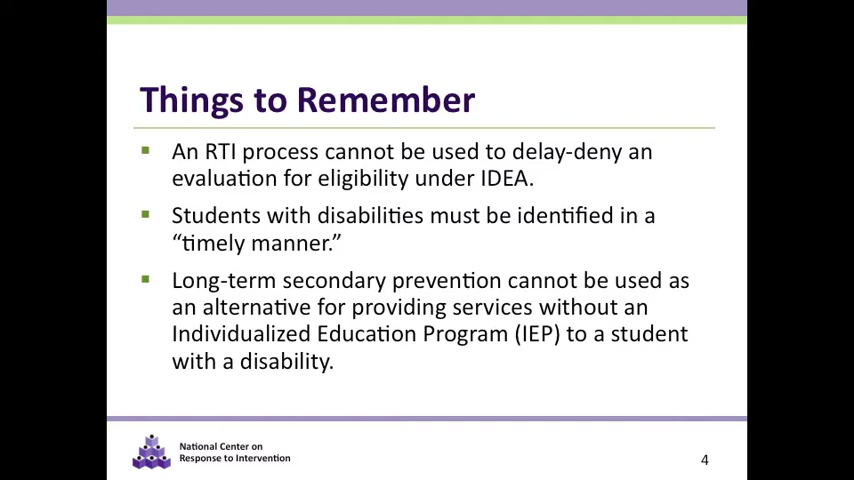 Things to Remember
An RTI process cannot be used to delay-deny an
evaluation for eligibility under IDEA.
Students with disabilities must be identified in a
“timely manner.”
Long-term secondary prevention cannot be used as
an alternative for providing services without an
Individualized Education Program (IEP) to a student
with a disability.
National Center on
Response to Intervention
4